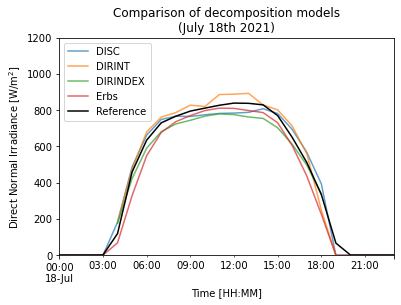 Comparison of decomposition models
(July 18th 2021)
Direct Normal Irradiance [W/m²]
1200
1000
800
600
400
200
0
DISC
DIRINT
DIRINDEX
Erbs
Reference
00:00 03:00 06:00 09:00 12:00 15:00 18:00 21:00
18-Jul
Time [HH:MM]